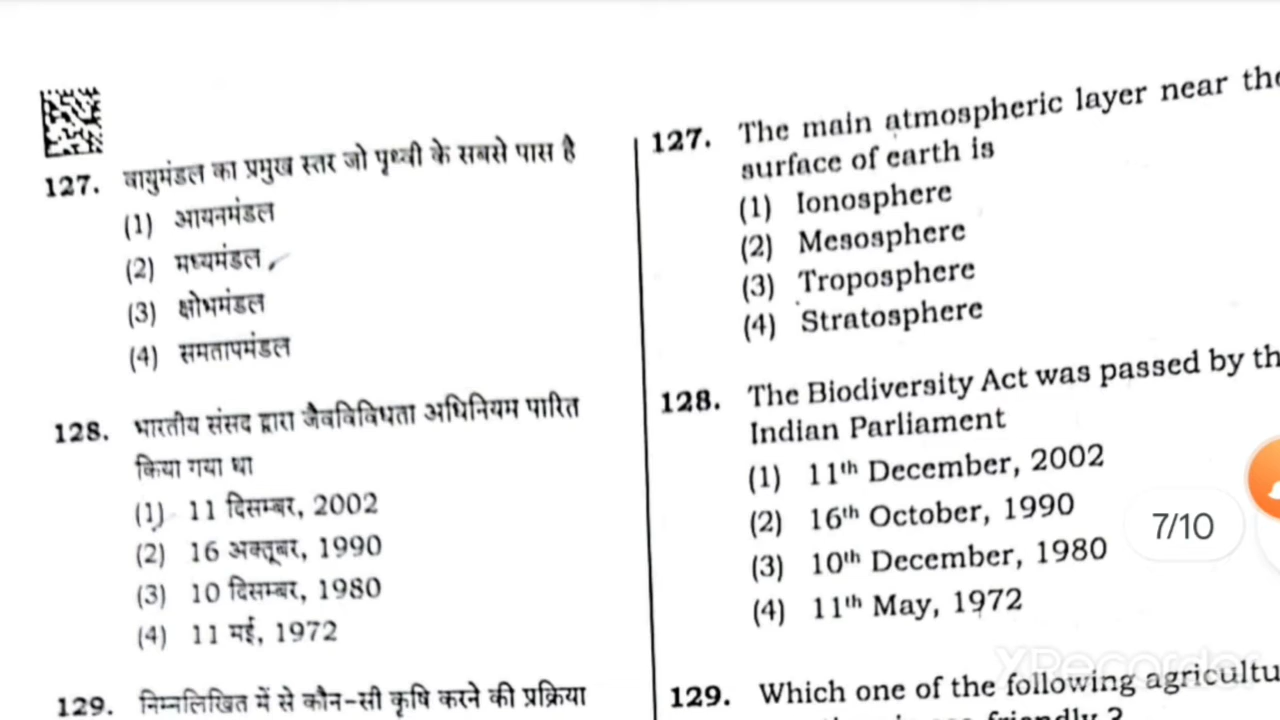 127. वायुमंडल का प्रमुख स्तर जो पृथ्वी के सबसे पास है
(1) आयनमंडल
(2) मध्यमंडल
(3) क्षोभमंडल
(4) समतापमंडल
128. भारतीय संसद द्वारा जैवविविधता अधिनियम पारित
किया गया था
(1) 11 दिसम्बर, 2002
(2) 16 अक्तूबर, 1990
(3) 10 दिसम्बर, 1980
(4) 11 मई, 1972
129. निम्नलिखित में से कौन-सी कृषि करने की प्रक्रिया
127. The main atmospheric layer near the
surface of earth is
(1) Ionosphere
(2) Mesosphere
(3) Troposphere
(4) Stratosphere
128. The Biodiversity Act was passed by th
Indian Parliament
(1) 11th December, 2002
(2) 16th October, 1990
(3) 10th December, 1980
(4) 11th May, 1972
129. Which one of the following agricultu
7/10
XRecorder